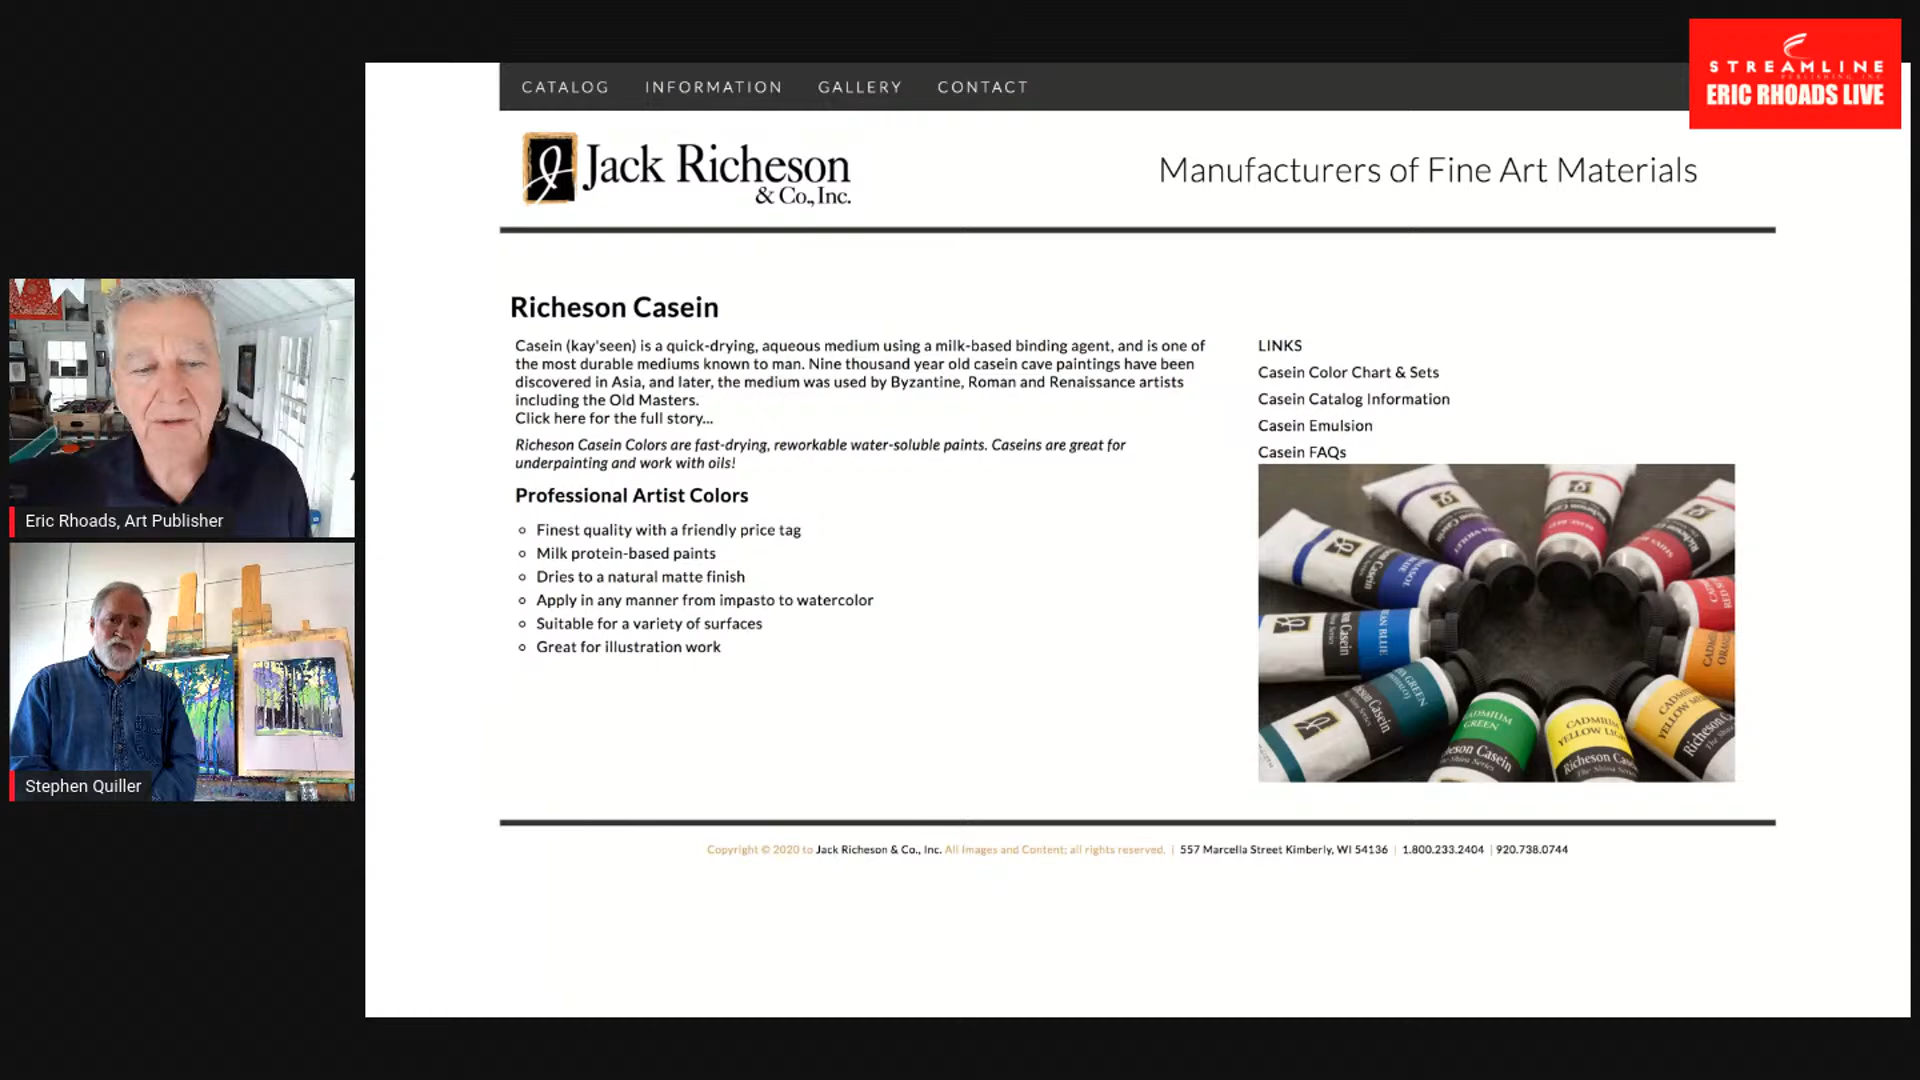 CATALOG INFORMATION GALLERY CONTACT
STREAMLINE
PUBLISHING, INC.
ERIC RHOADS LIVE
Jack Richeson
& Co., Inc.
Manufacturers of Fine Art Materials
Richeson Casein
Casein (kay'seen) is a quick-drying, aqueous medium using a milk-based binding agent, and is one of
the most durable mediums known to man. Nine thousand year old casein cave paintings have been
discovered in Asia, and later, the medium was used by Byzantine, Roman and Renaissance artists
including the Old Masters.
Click here for the full story...
Richeson Casein Colors are fast-drying, reworkable water-soluble paints. Caseins are great for
underpainting and work with oils!
Professional Artist Colors
Finest quality with a friendly price tag
Milk protein-based paints
Dries to a natural matte finish
Apply in any manner from impasto to watercolor
Suitable for a variety of surfaces
Great for illustration work
LINKS
Casein Color Chart & Sets
Casein Catalog Information
Casein Emulsion
Casein FAQs
CADMIUM
GREEN
CADMIUM
Richeson Casein
Eric Rhoads, Art Publisher
Stephen Quiller
Copyright © 2020 to Jack Richeson & Co., Inc. All Images and Content; all rights reserved. | 557 Marcella Street Kimberly, WI 54136 | 1.800.233.2404 | 920.738.0744